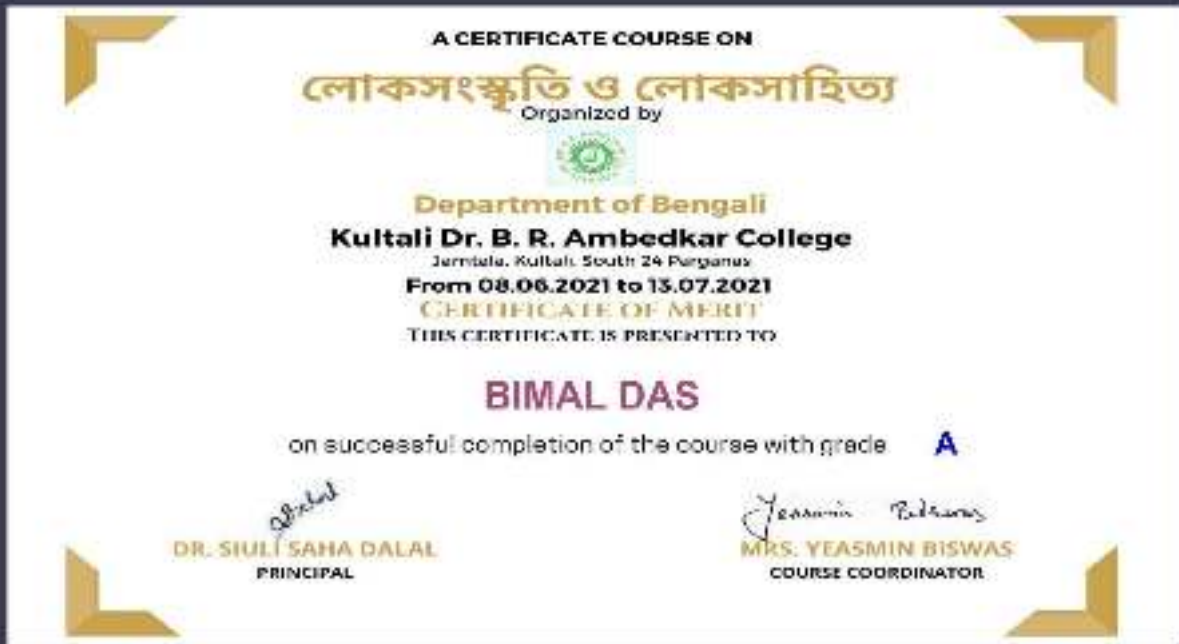 A CERTIFICATE COURSE ON
লোকসংস্কৃতি ও লোকসাহিত্য
Organized by
Department of Bengali
Kultali Dr. B. R. Ambedkar College
Jamtala, Kultali, South 24 Parganas
From 08.06.2021 to 13.07.2021
CERTIFICATE OF MERIT
THIS CERTIFICATE IS PRESENTED TO
BIMAL DAS
on successful completion of the course with grade A
Yeasmin Biswas
DR. SIULI SAHA DALAL
MRS. YEASMIN BISWAS
PRINCIPAL
COURSE COORDINATOR